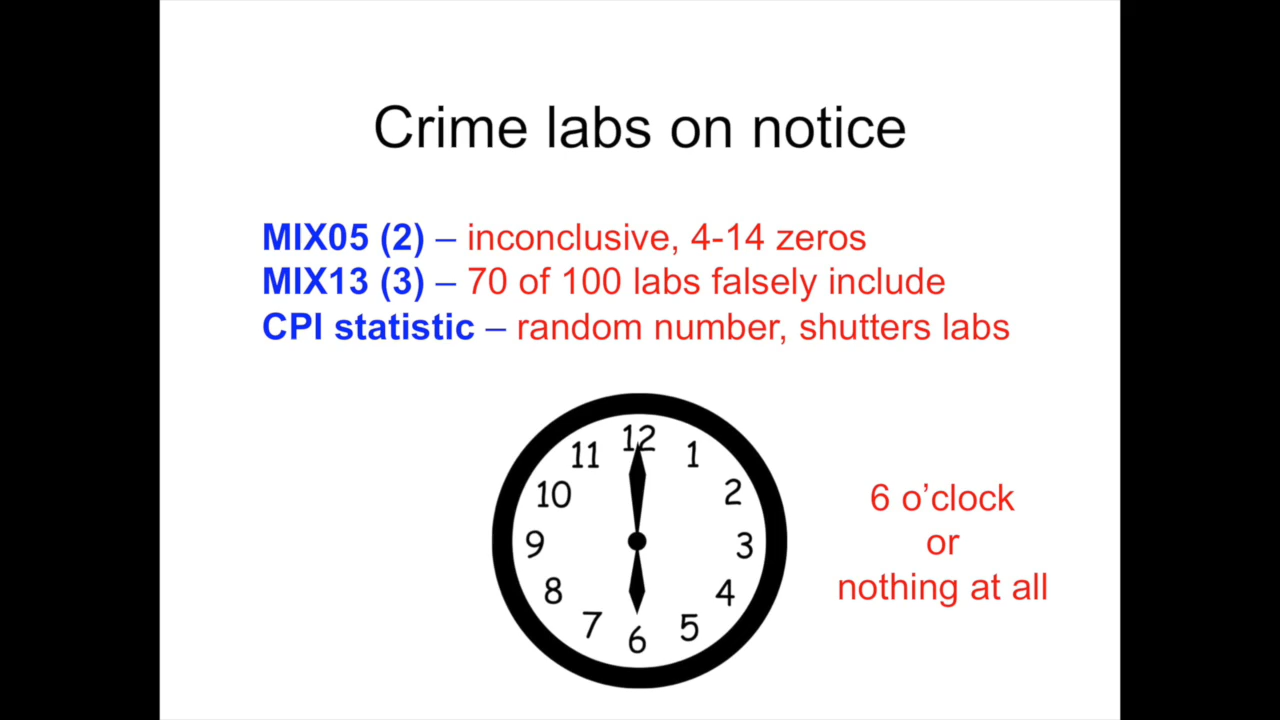 Crime labs on notice
MIX05 (2) – inconclusive, 4-14 zeros
MIX13 (3) – 70 of 100 labs falsely include
CPI statistic – random number, shutters labs
12
11
1
10
2
9
3
8
4
7
5
6
6 o’clock
or
nothing at all